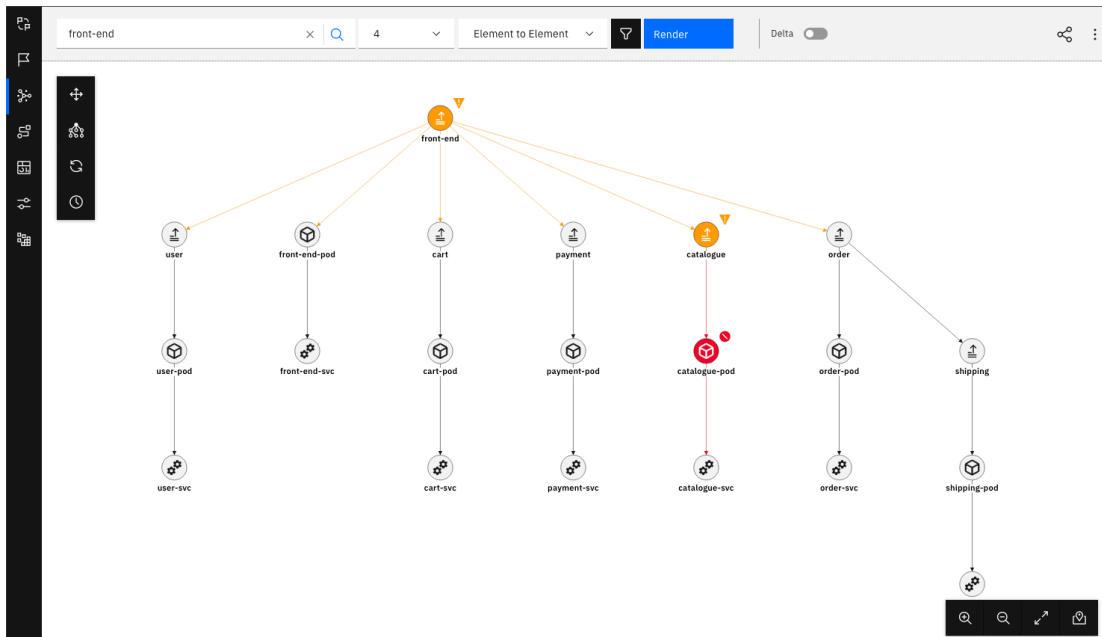 front-end
4
Element to Element
Render
Delta
front-end
user
front-end-pod
cart
payment
catalogue
order
user-pod
front-end-svc
cart-pod
payment-pod
catalogue-pod
order-pod
shipping
user-svc
cart-svc
payment-svc
catalogue-svc
order-svc
shipping-pod